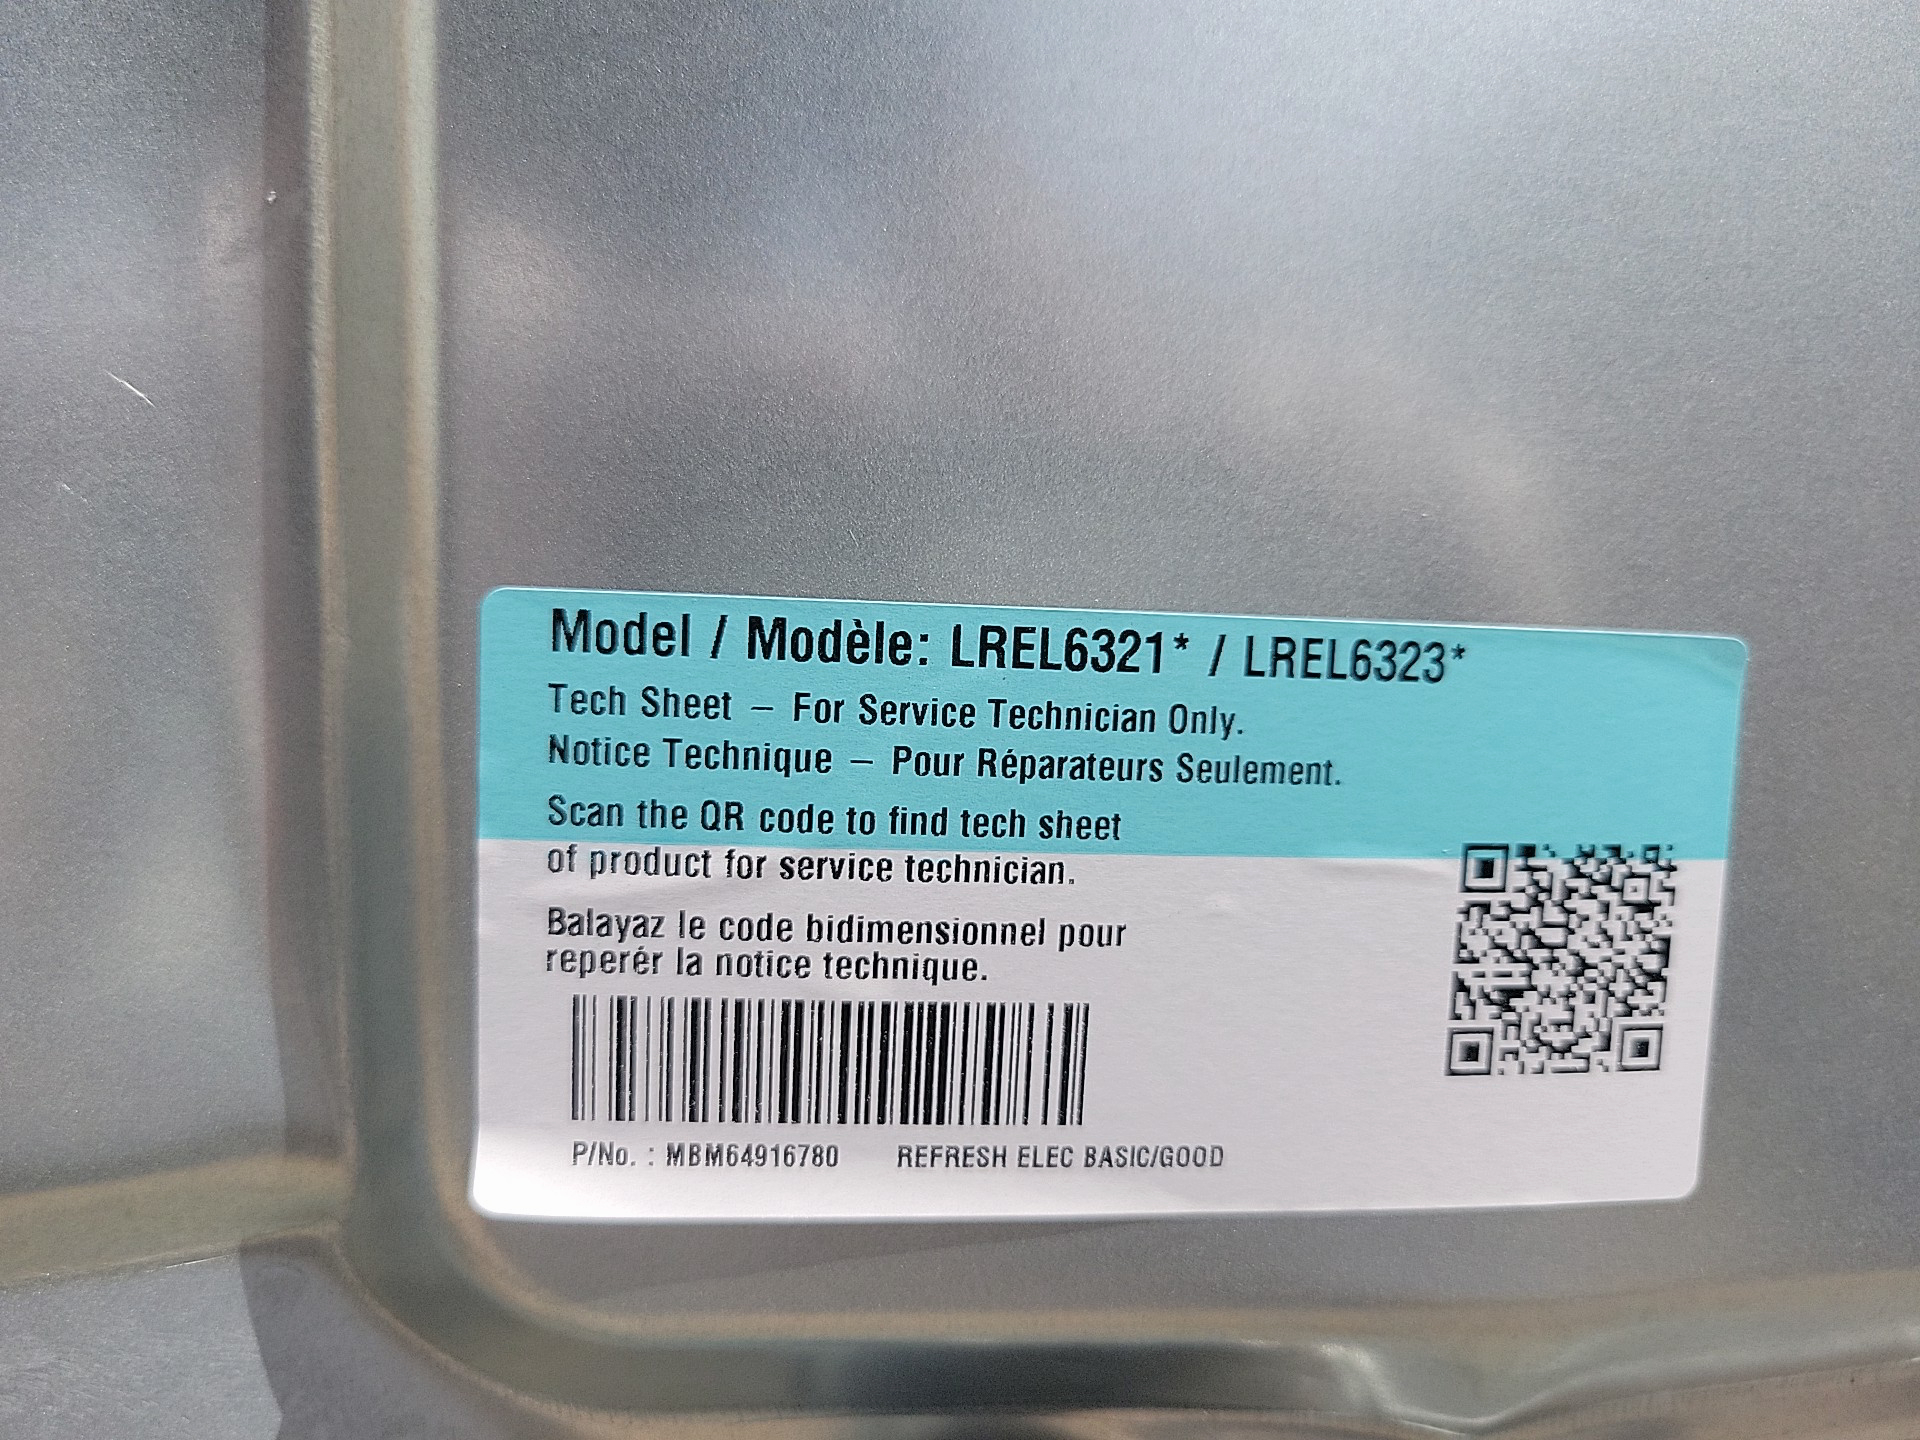 Model / Modèle: LREL6321* / LREL6323*
Tech Sheet – For Service Technician Only.
Notice Technique – Pour Réparateurs Seulement.
Scan the QR code to find tech sheet
of product for service technician.
Balayaz le code bidimensionnel pour
reperér la notice technique.
P/No. : MBM64916780 REFRESH ELEC BASIC/GOOD